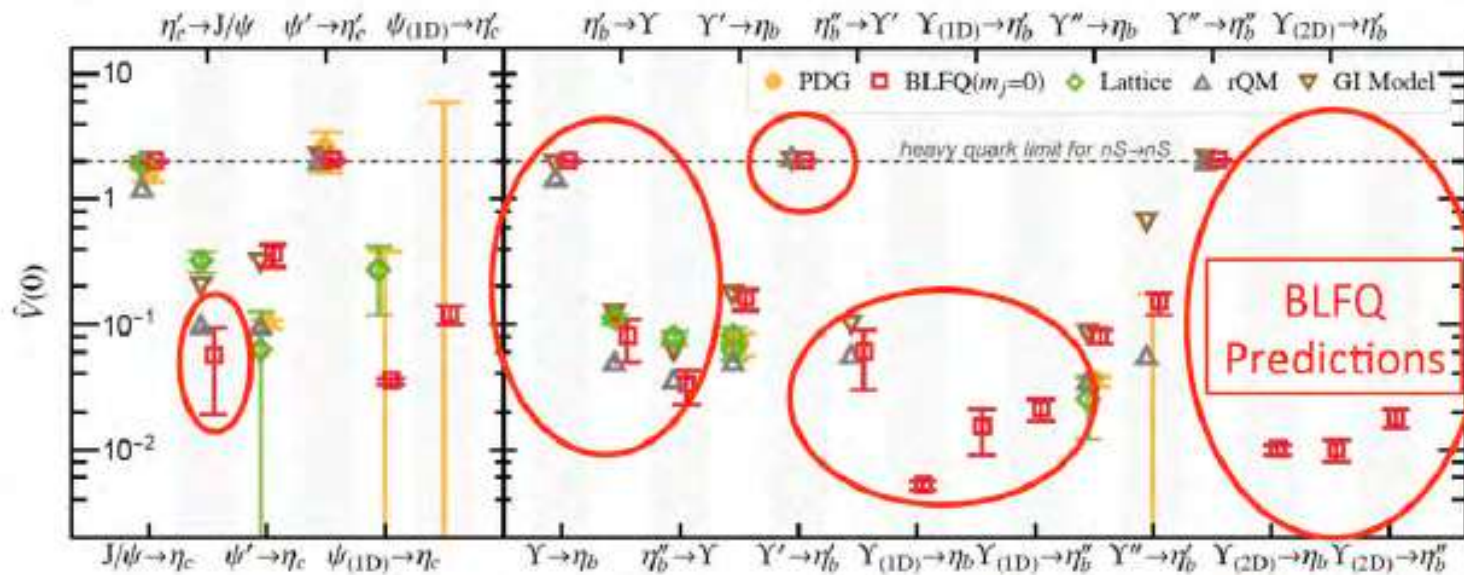 η′c→J/ψ ψ′→η′c ψ(1D)→η′c η′b→Υ Υ′→ηb η″b→Υ′ Υ(1D)→η′b Υ″→ηb Υ″→η″b Υ(2D)→η′b
10
PDG BLFQ(mj=0) Lattice rQM GI Model
heavy quark limit for nS→nS
1
V̂(0)
10⁻¹
BLFQ
Predictions
10⁻²
J/ψ→ηc ψ′→ηc ψ(1D)→ηc Υ→ηb η″b→Υ Υ′→η′b Υ(1D)→ηb Υ(1D)→η″b Υ″→η′b Υ(2D)→ηb Υ(2D)→η″b